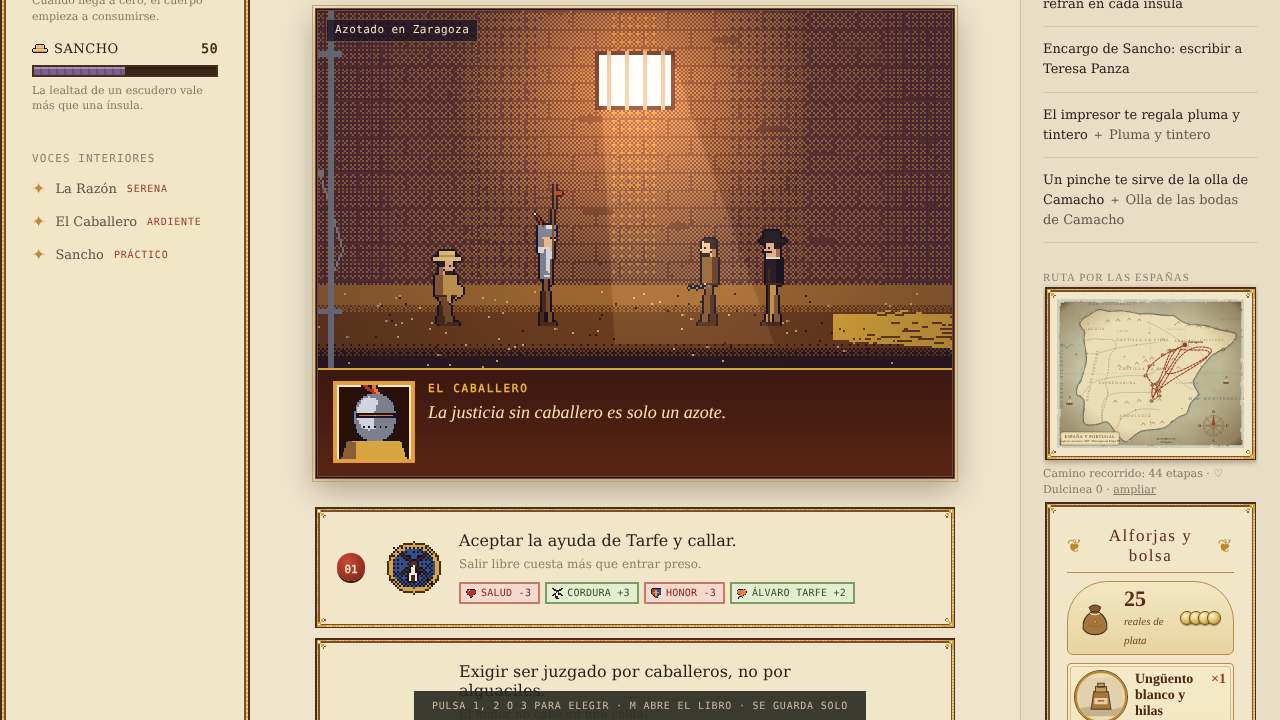 Cuando llega a cero, el cuerpo
empieza a consumirse.
SANCHO 50
La lealtad de un escudero vale
más que una ínsula.
VOCES INTERIORES
La Razón SERENA
El Caballero ARDIENTE
Sancho PRÁCTICO
Azotado en Zaragoza
EL CABALLERO
La justicia sin caballero es solo un azote.
01
Aceptar la ayuda de Tarfe y callar.
Salir libre cuesta más que entrar preso.
SALUD -3 CORDURA +3 HONOR -3 ÁLVARO TARFE +2
Exigir ser juzgado por caballeros, no por
alguaciles.
PULSA 1, 2 O 3 PARA ELEGIR · M ABRE EL LIBRO · SE GUARDA SOLO
refrán en cada ínsula
Encargo de Sancho: escribir a
Teresa Panza
El impresor te regala pluma y
tintero + Pluma y tintero
Un pinche te sirve de la olla de
Camacho + Olla de las bodas
de Camacho
RUTA POR LAS ESPAÑAS
ESPAÑA Y PORTUGAL
Camino recorrido: 44 etapas · ♡
Dulcinea 0 · ampliar
Alforjas y
bolsa
25
reales de
plata
Ungüento ×1
blanco y
hilas